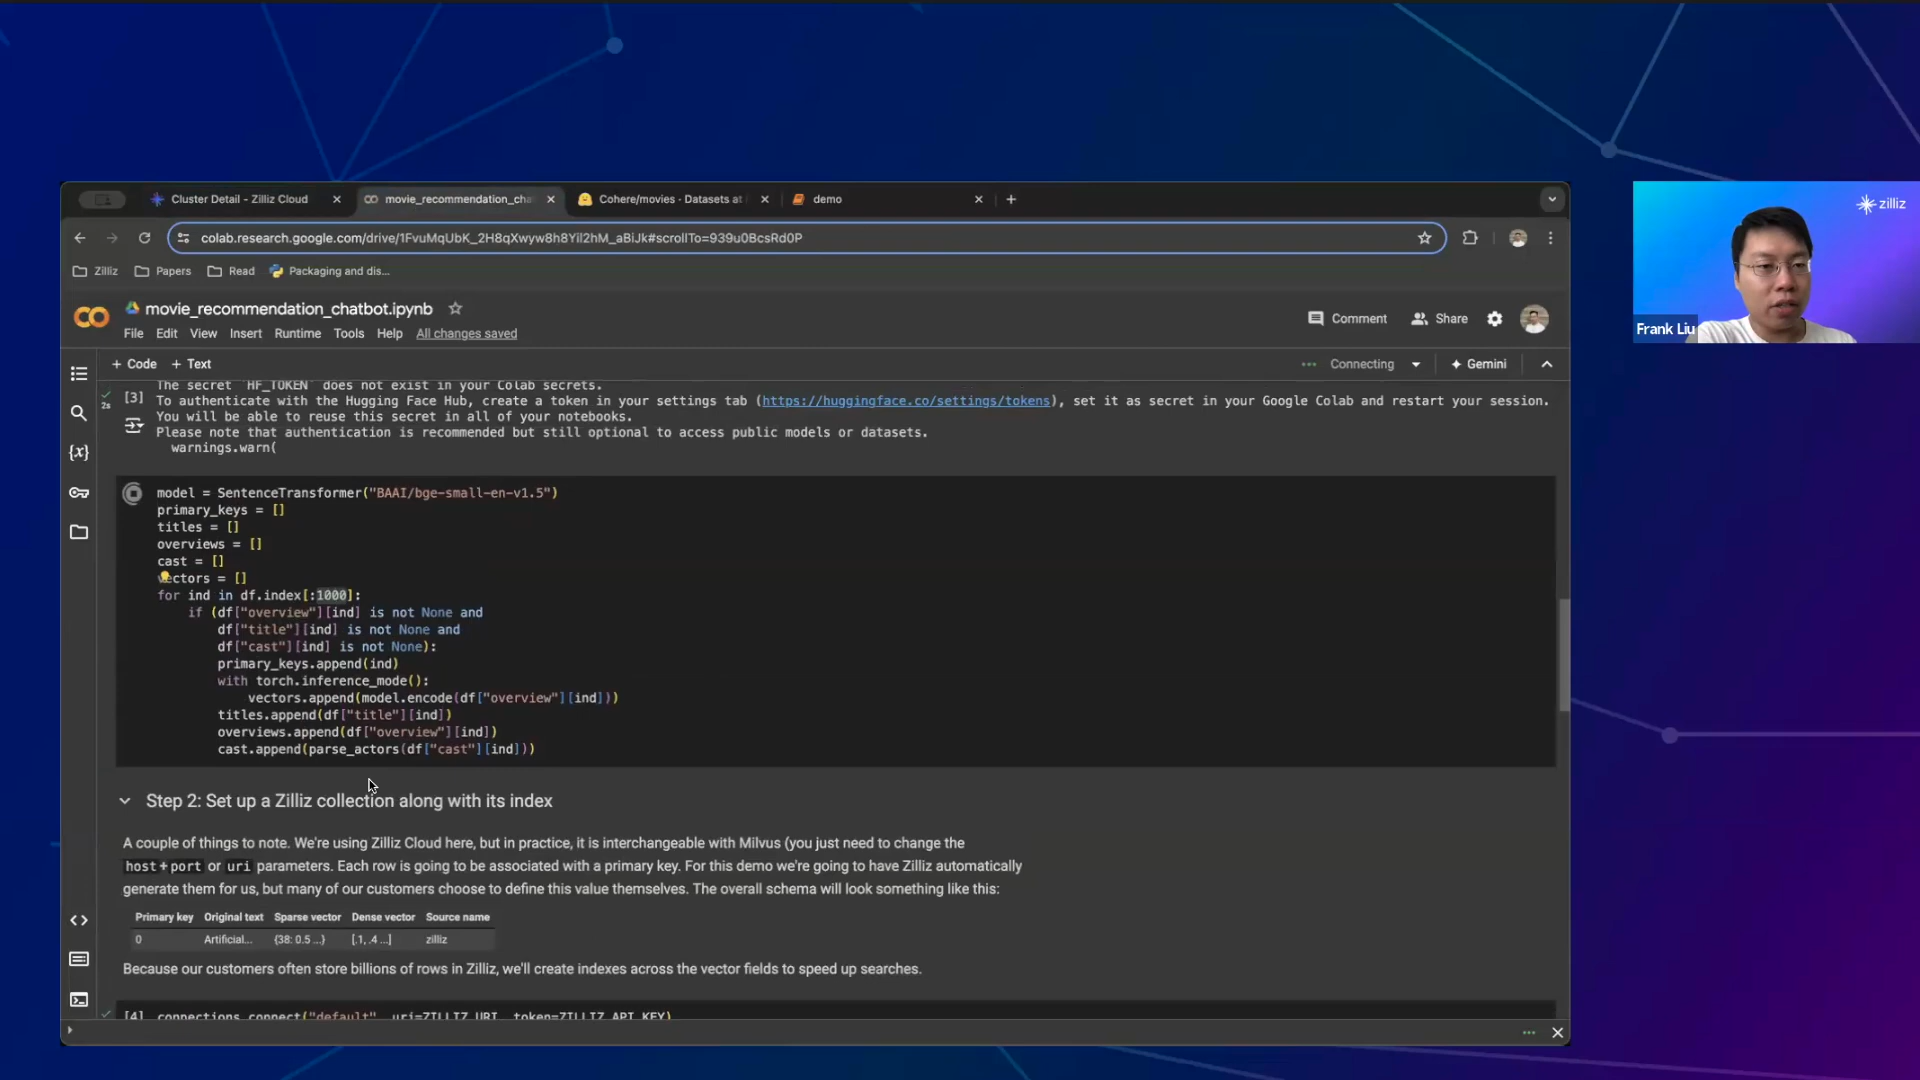 Cluster Detail - Zilliz Cloud
movie_recommendation_cha
Cohere/movies · Datasets at
demo
colab.research.google.com/drive/1FvuMqUbK_2H8qXwyw8h8Yil2hM_aBiJk#scrollTo=939u0BcsRd0P
Zilliz
Papers
Read
Packaging and dis...
movie_recommendation_chatbot.ipynb
File Edit View Insert Runtime Tools Help All changes saved
Comment
Share
+ Code + Text
Connecting
Gemini
The secret `HF_TOKEN` does not exist in your Colab secrets.
[3]
2s
To authenticate with the Hugging Face Hub, create a token in your settings tab (https://huggingface.co/settings/tokens), set it as secret in your Google Colab and restart your session.
You will be able to reuse this secret in all of your notebooks.
Please note that authentication is recommended but still optional to access public models or datasets.
warnings.warn(
model = SentenceTransformer("BAAI/bge-small-en-v1.5")
primary_keys = []
titles = []
overviews = []
cast = []
vectors = []
for ind in df.index[:1000]:
if (df["overview"][ind] is not None and
df["title"][ind] is not None and
df["cast"][ind] is not None):
primary_keys.append(ind)
with torch.inference_mode():
vectors.append(model.encode(df["overview"][ind]))
titles.append(df["title"][ind])
overviews.append(df["overview"][ind])
cast.append(parse_actors(df["cast"][ind]))
Step 2: Set up a Zilliz collection along with its index
A couple of things to note. We're using Zilliz Cloud here, but in practice, it is interchangeable with Milvus (you just need to change the
host+port or uri parameters. Each row is going to be associated with a primary key. For this demo we're going to have Zilliz automatically
generate them for us, but many of our customers choose to define this value themselves. The overall schema will look something like this:
Primary key Original text Sparse vector Dense vector Source name
0 Artificial... {38: 0.5 ...} [.1, .4 ...] zilliz
Because our customers often store billions of rows in Zilliz, we'll create indexes across the vector fields to speed up searches.
[4] connections.connect("default", uri=ZILLIZ_URI, token=ZILLIZ_API_KEY)
zilliz
Frank Liu